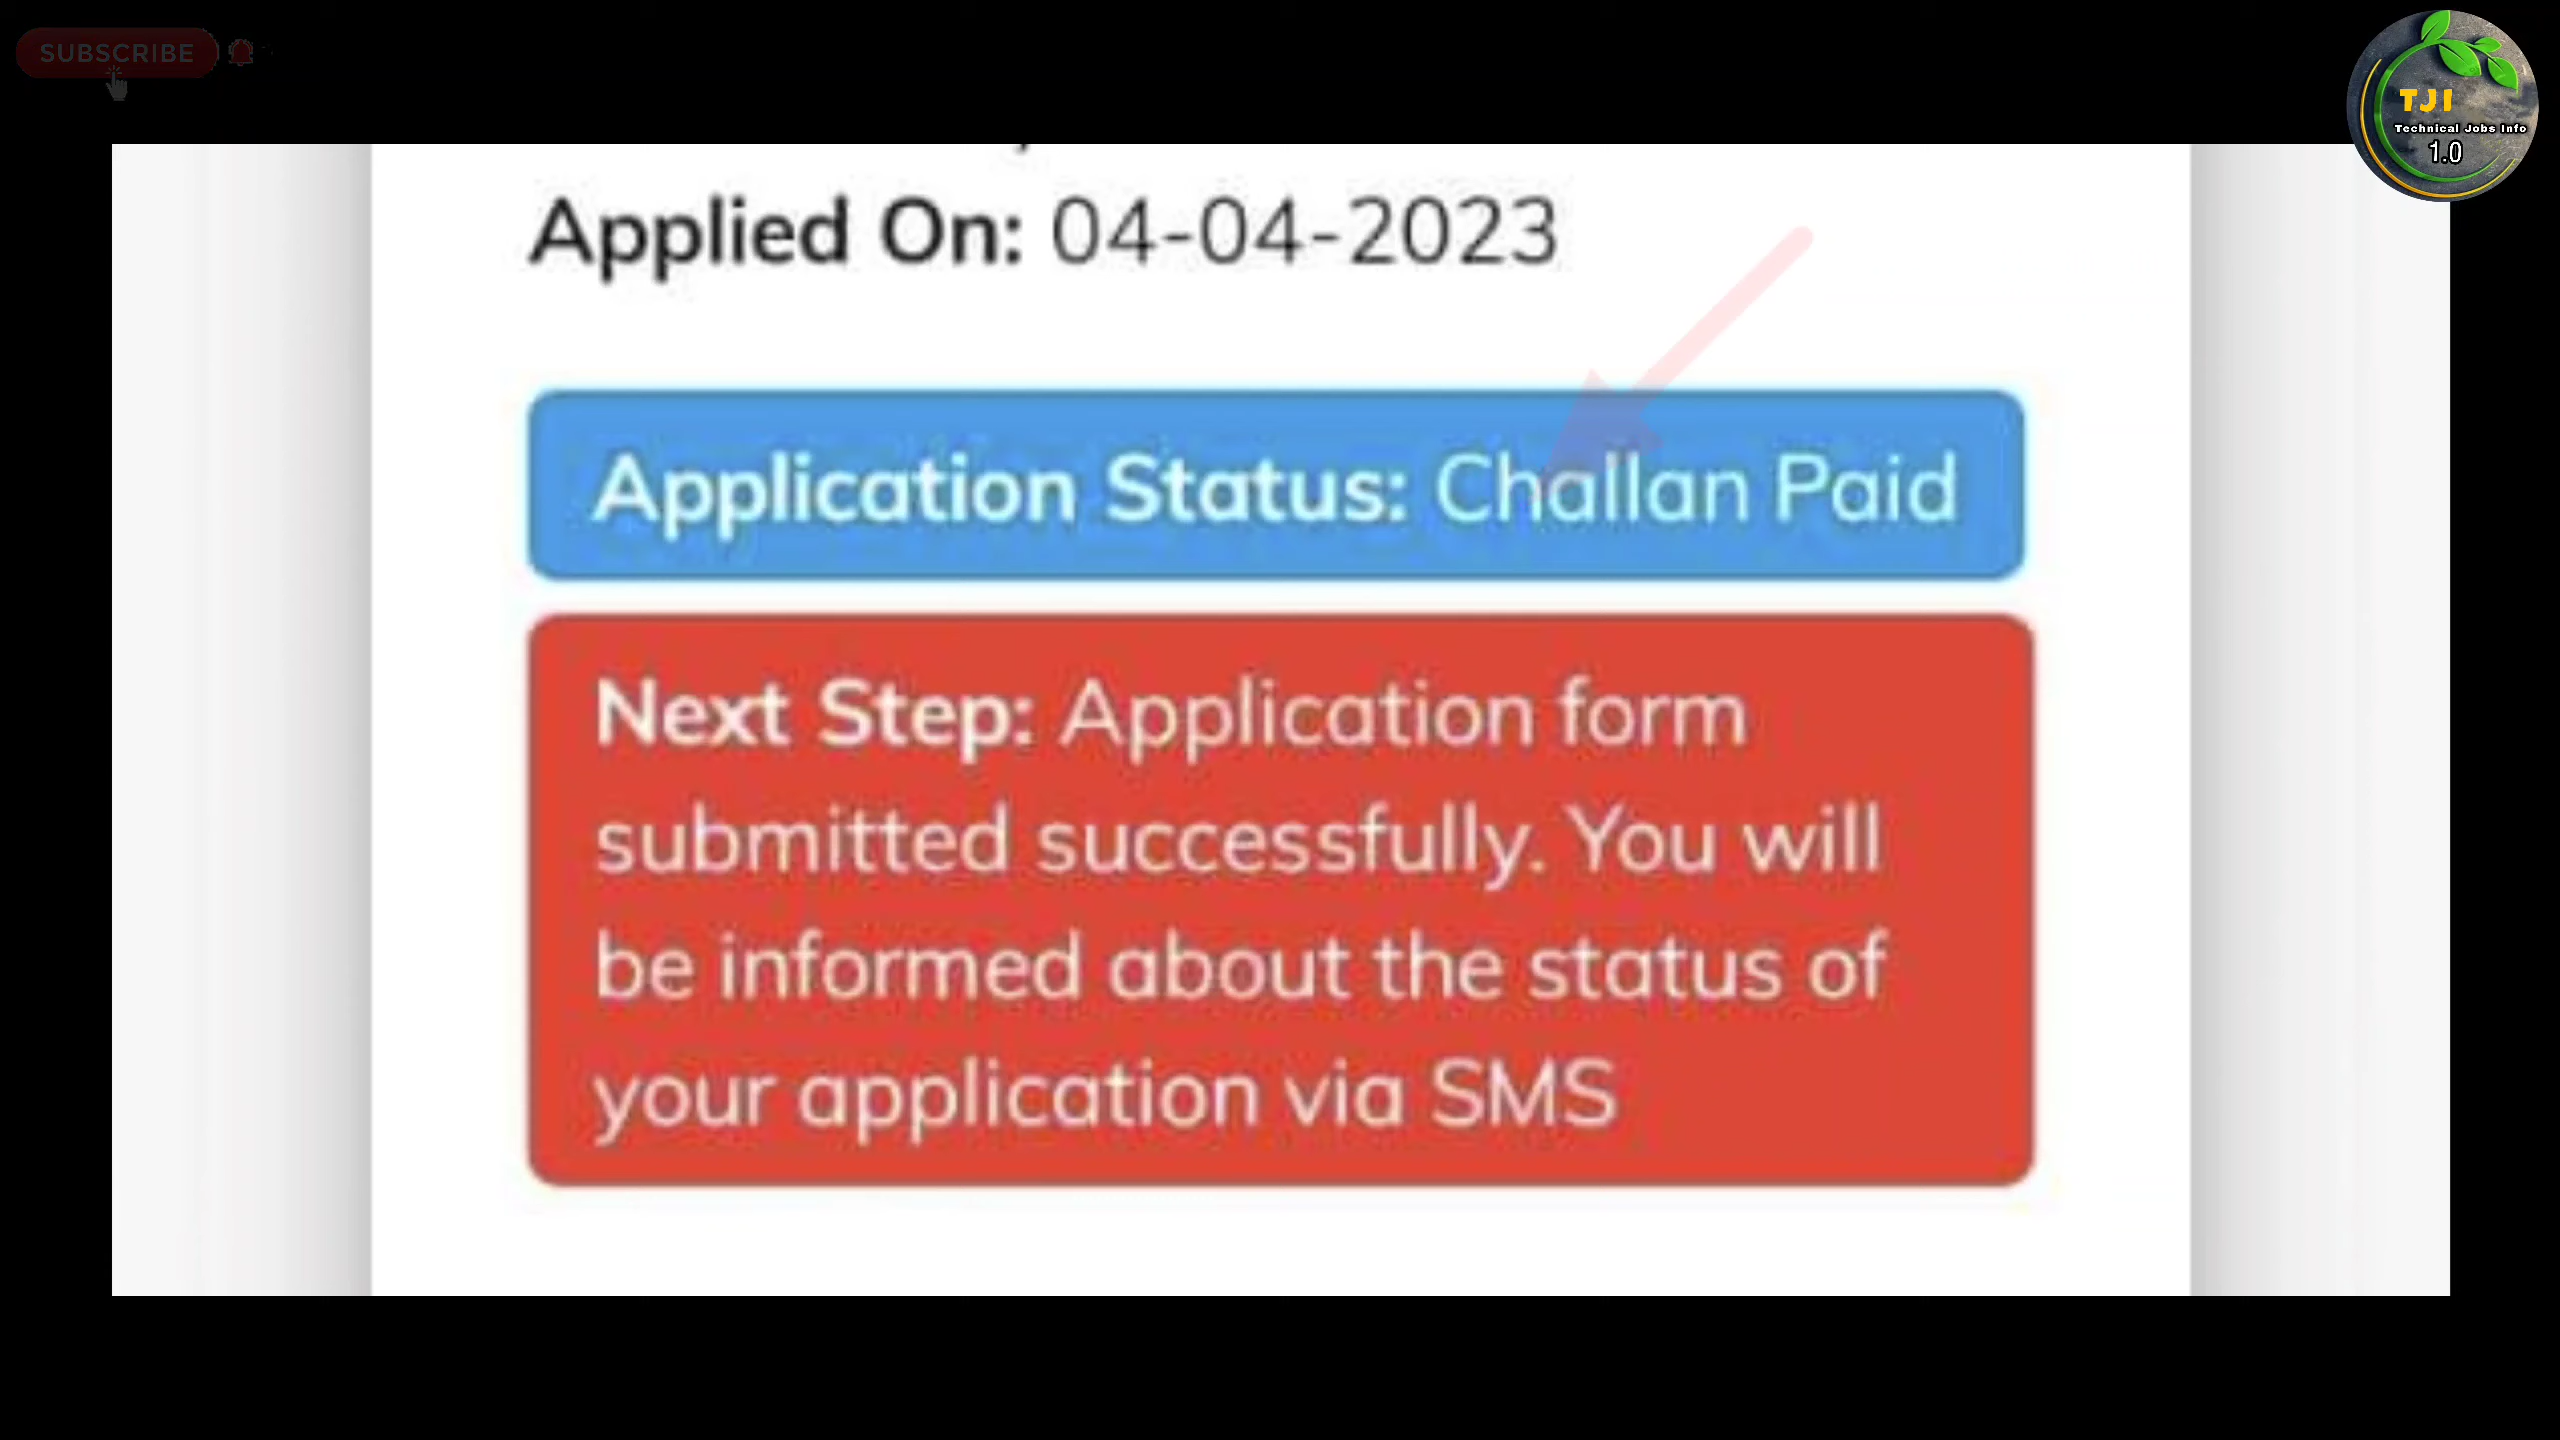 SUBSCRIBE
TJI
Technical Jobs Info
1.0
Applied On: 04-04-2023
Application Status: Challan Paid
Next Step: Application form
submitted successfully. You will
be informed about the status of
your application via SMS